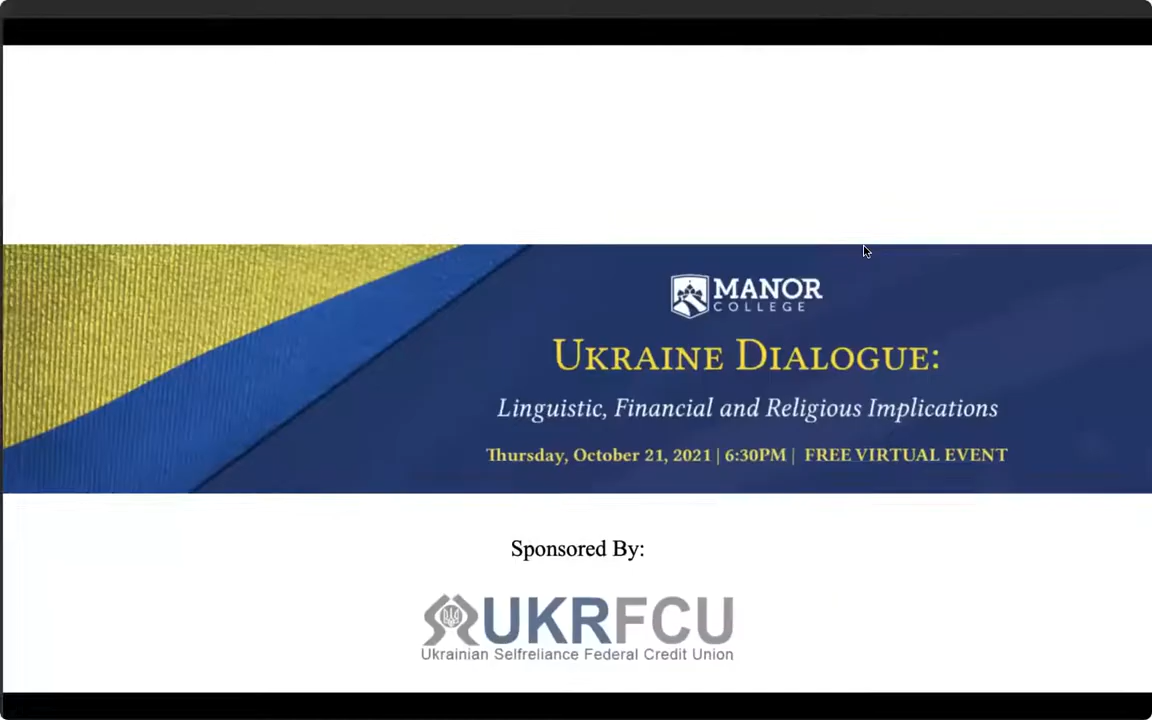 MANOR
COLLEGE
UKRAINE DIALOGUE:
Linguistic, Financial and Religious Implications
Thursday, October 21, 2021 | 6:30PM | FREE VIRTUAL EVENT
Sponsored By:
UKRFCU
Ukrainian Selfreliance Federal Credit Union